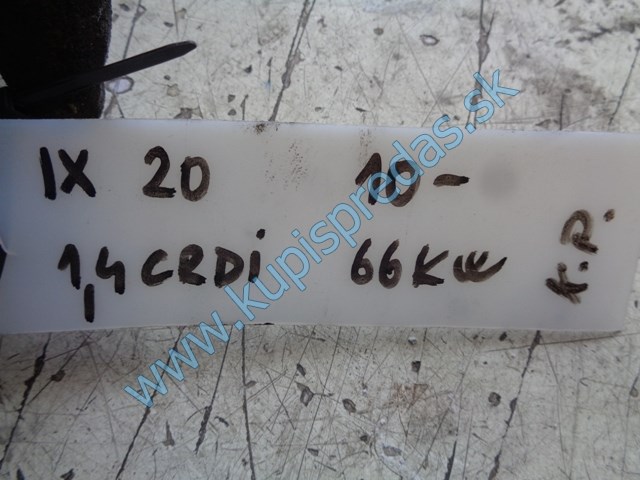 IX 20 10-
1,4 CRDi 66 KW
K.P.
www.kupispredas.sk